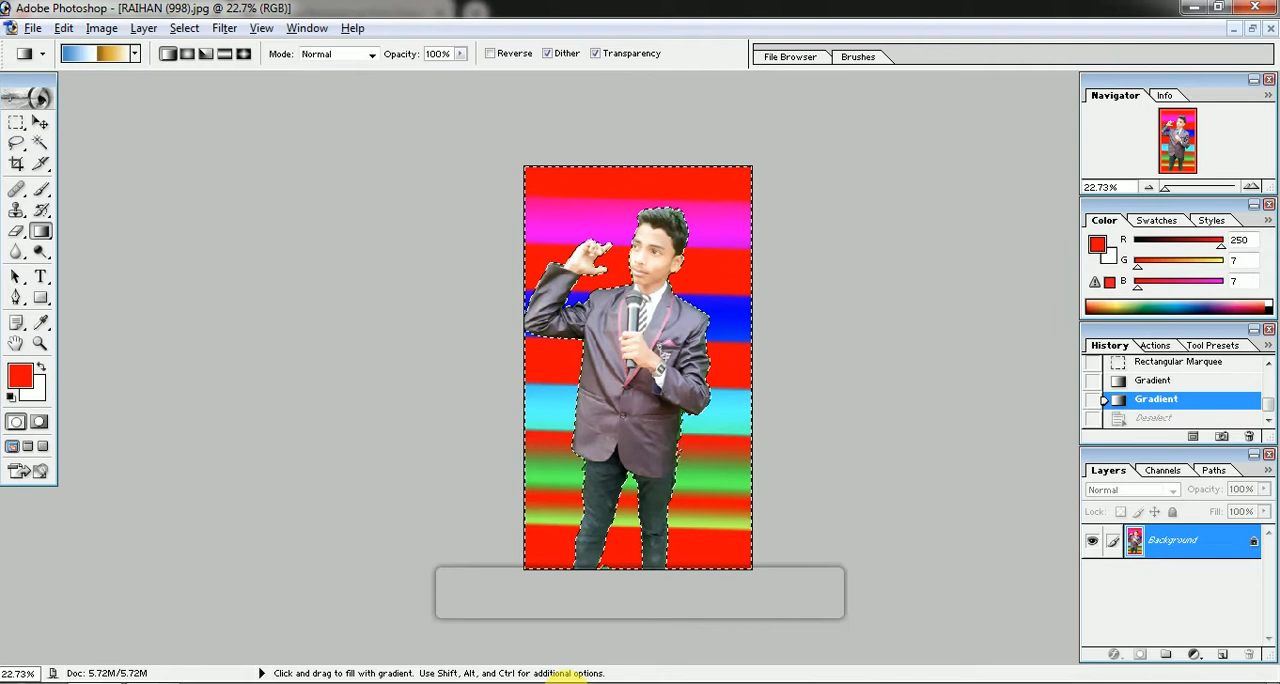 Adobe Photoshop - [RAIHAN (998).jpg @ 22.7% (RGB)]
File Edit Image Layer Select Filter View Window Help
Mode: Normal Opacity: 100% Reverse Dither Transparency File Browser Brushes
Navigator Info
22.73%
Color Swatches Styles
R 250
G 7
B 7
History Actions Tool Presets
Rectangular Marquee
Gradient
Gradient
Deselect
Layers Channels Paths
Normal Opacity: 100%
Lock: Fill: 100%
Background
22.73% Doc: 5.72M/5.72M Click and drag to fill with gradient. Use Shift, Alt, and Ctrl for additional options.